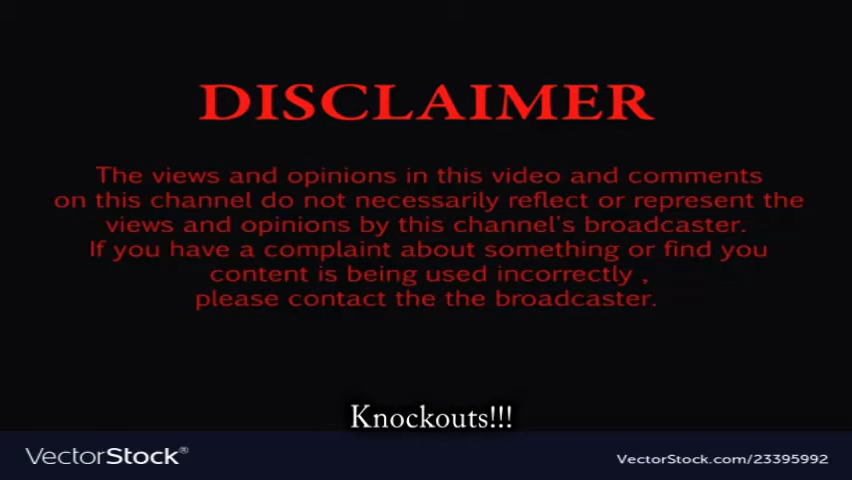 DISCLAIMER
The views and opinions in this video and comments
on this channel do not necessarily reflect or represent the
views and opinions by this channel's broadcaster.
If you have a complaint about something or find you
content is being used incorrectly ,
please contact the the broadcaster.
Knockouts!!!
VectorStock®
VectorStock.com/23395992